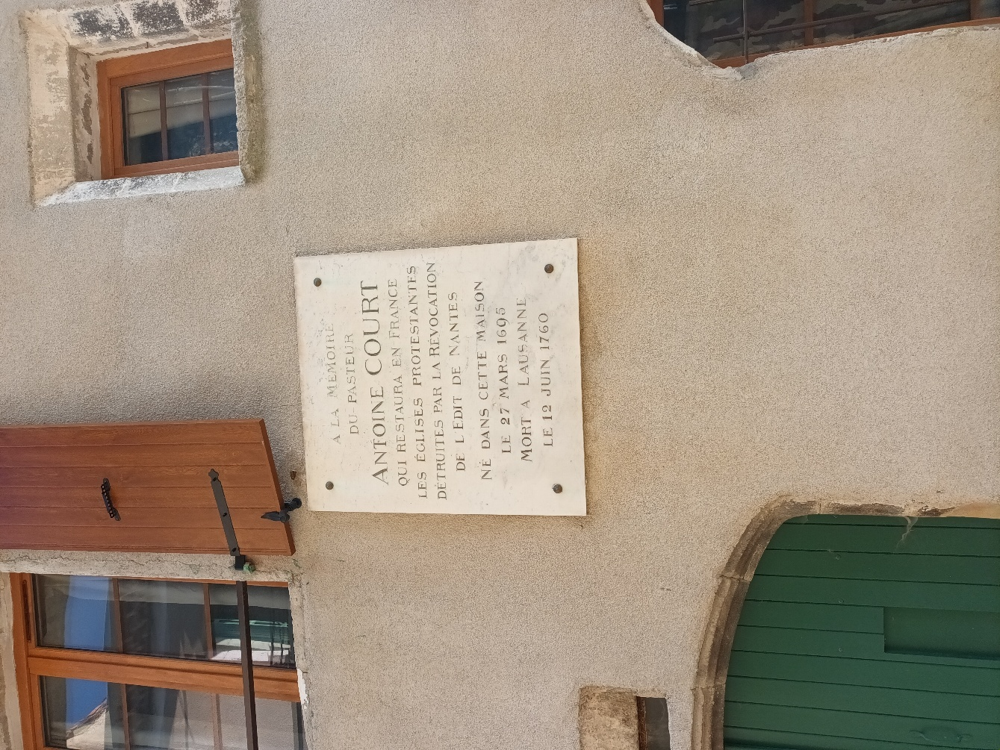 A LA MÉMOIRE
DU PASTEUR
ANTOINE COURT
QUI RESTAURA EN FRANCE
LES ÉGLISES PROTESTANTES
DÉTRUITES PAR LA RÉVOCATION
DE L'ÉDIT DE NANTES
NÉ DANS CETTE MAISON
LE 27 MARS 1695
MORT A LAUSANNE
LE 12 JUIN 1760